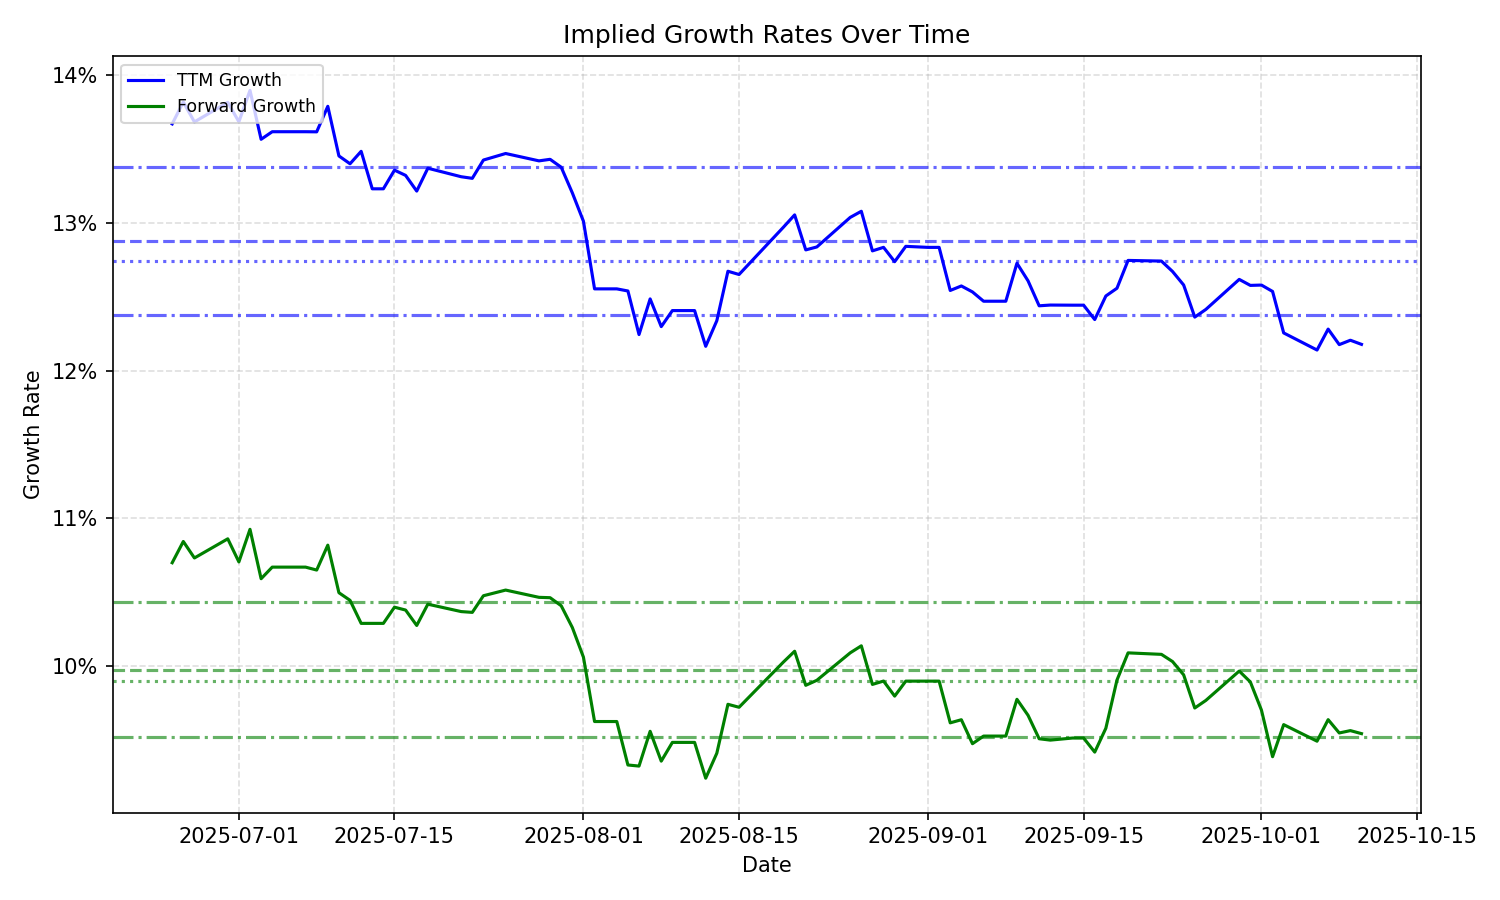 Implied Growth Rates Over Time
TTM Growth
Forward Growth
14%
13%
12%
11%
10%
Growth Rate
2025-07-01
2025-07-15
2025-08-01
2025-08-15
2025-09-01
2025-09-15
2025-10-01
2025-10-15
Date